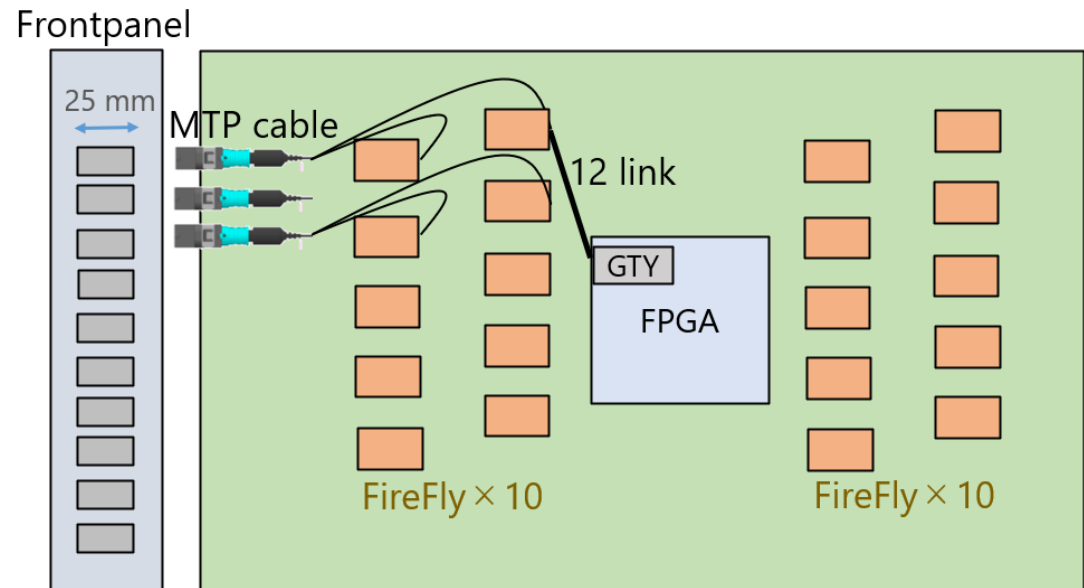 Frontpanel
25 mm
MTP cable
12 link
GTY
FPGA
FireFly×10
FireFly×10